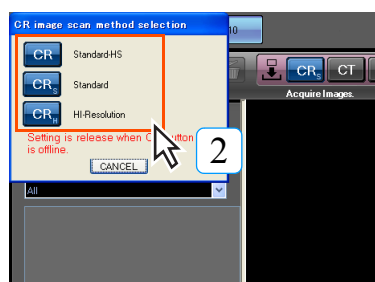 CR image scan method selection
10
CR Standard-HS
CRS Standard
CRH HI-Resolution
CRS CT
Acquire Images.
Setting is release when
is offline.
2
CANCEL
All